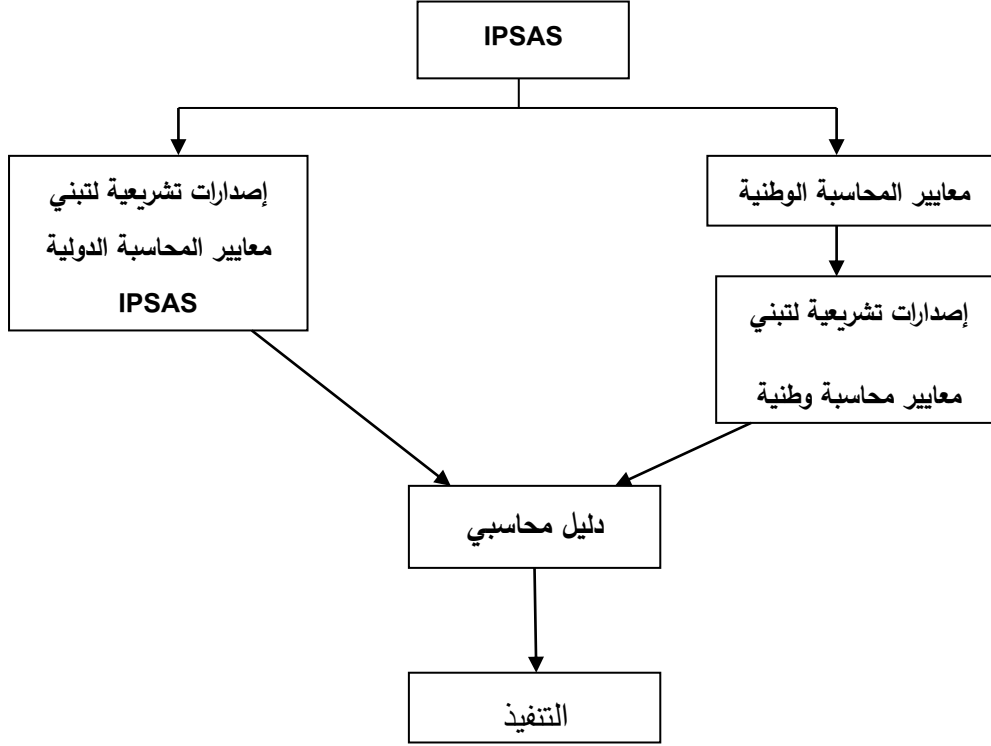 IPSAS
معايير المحاسبة الوطنية
إصدارات تشريعية لتبني
معايير محاسبة وطنية
إصدارات تشريعية لتبني
معايير المحاسبة الدولية
IPSAS
دليل محاسبي
التنفيذ